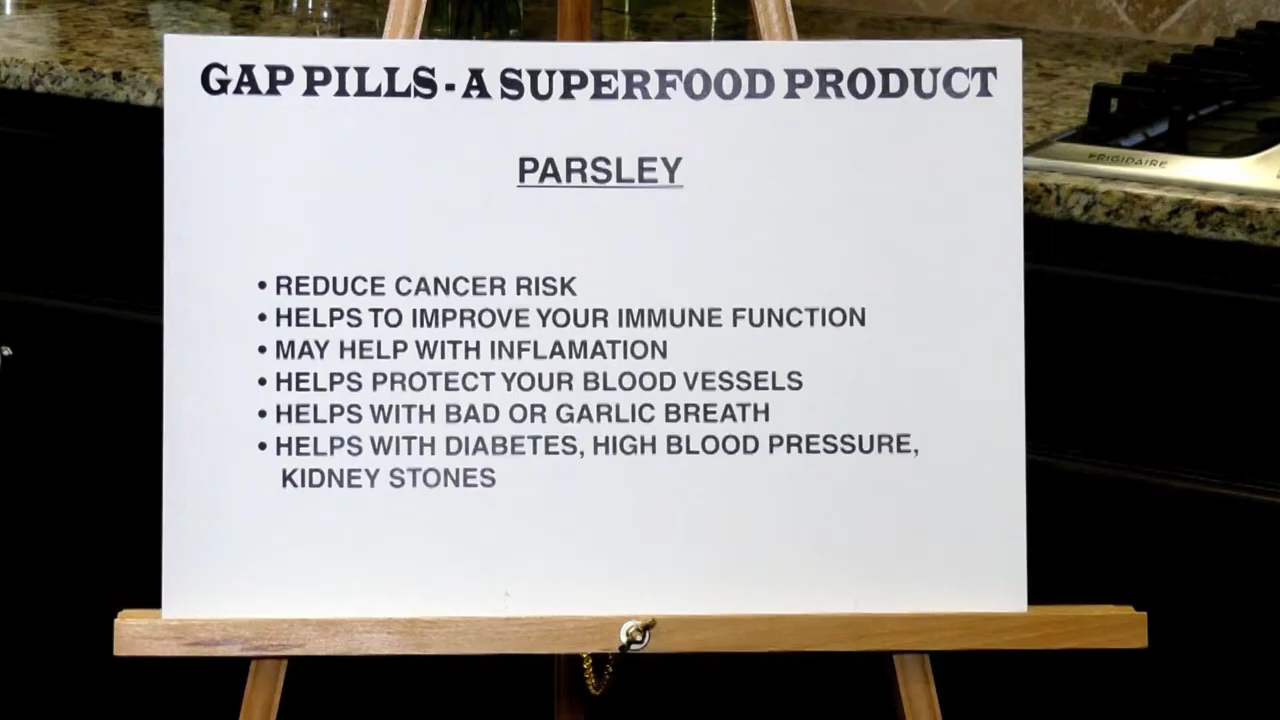 GAP PILLS - A SUPERFOOD PRODUCT
PARSLEY
• REDUCE CANCER RISK
• HELPS TO IMPROVE YOUR IMMUNE FUNCTION
• MAY HELP WITH INFLAMATION
• HELPS PROTECT YOUR BLOOD VESSELS
• HELPS WITH BAD OR GARLIC BREATH
• HELPS WITH DIABETES, HIGH BLOOD PRESSURE,
KIDNEY STONES
FRIGIDAIRE